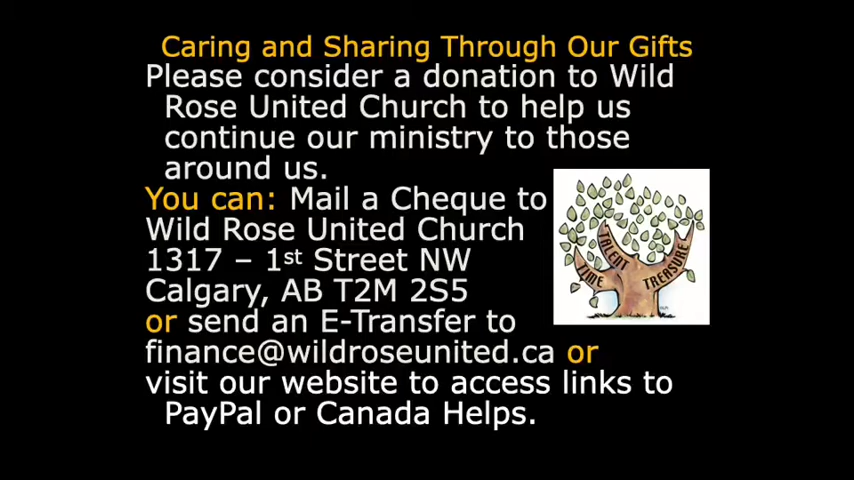 Caring and Sharing Through Our Gifts
Please consider a donation to Wild
Rose United Church to help us
continue our ministry to those
around us.
You can: Mail a Cheque to
Wild Rose United Church
1317 – 1st Street NW
Calgary, AB T2M 2S5
or send an E-Transfer to
finance@wildroseunited.ca or
visit our website to access links to
PayPal or Canada Helps.
TIME
TALENT
TREASURE